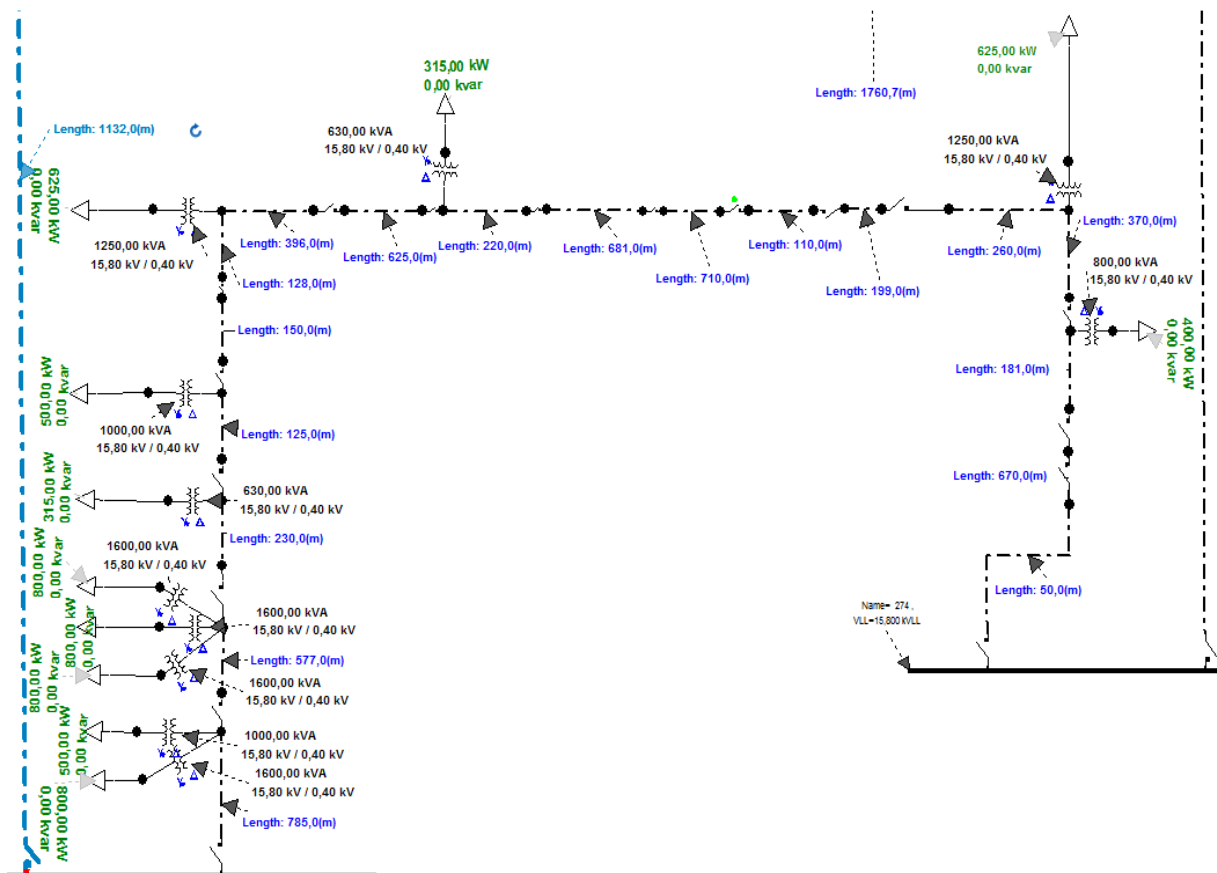 625,00 kW
0,00 kvar
315,00 kW
0,00 kvar
Length: 1760,7(m)
Length: 1132,0(m)
630,00 kVA
15,80 kV / 0,40 kV
1250,00 kVA
15,80 kV / 0,40 kV
625,00 kW
0,00 kvar
1250,00 kVA
15,80 kV / 0,40 kV
Length: 396,0(m)
Length: 625,0(m)
Length: 220,0(m)
Length: 681,0(m)
Length: 710,0(m)
Length: 110,0(m)
Length: 199,0(m)
Length: 260,0(m)
Length: 370,0(m)
Length: 128,0(m)
800,00 kVA
15,80 kV / 0,40 kV
Length: 150,0(m)
400,00 kW
0,00 kvar
Length: 181,0(m)
500,00 kW
0,00 kvar
1000,00 kVA
15,80 kV / 0,40 kV
Length: 125,0(m)
Length: 670,0(m)
315,00 kW
0,00 kvar
630,00 kVA
15,80 kV / 0,40 kV
Length: 230,0(m)
1600,00 kVA
15,80 kV / 0,40 kV
800,00 kW
0,00 kvar
Length: 50,0(m)
Name= 274 ,
VLL=15,800 kVLL
1600,00 kVA
15,80 kV / 0,40 kV
800,00 kW
0,00 kvar
Length: 577,0(m)
1600,00 kVA
15,80 kV / 0,40 kV
800,00 kW
0,00 kvar
500,00 kW
0,00 kvar
1000,00 kVA
15,80 kV / 0,40 kV
1600,00 kVA
15,80 kV / 0,40 kV
800,00 kW
0,00 kvar
Length: 785,0(m)